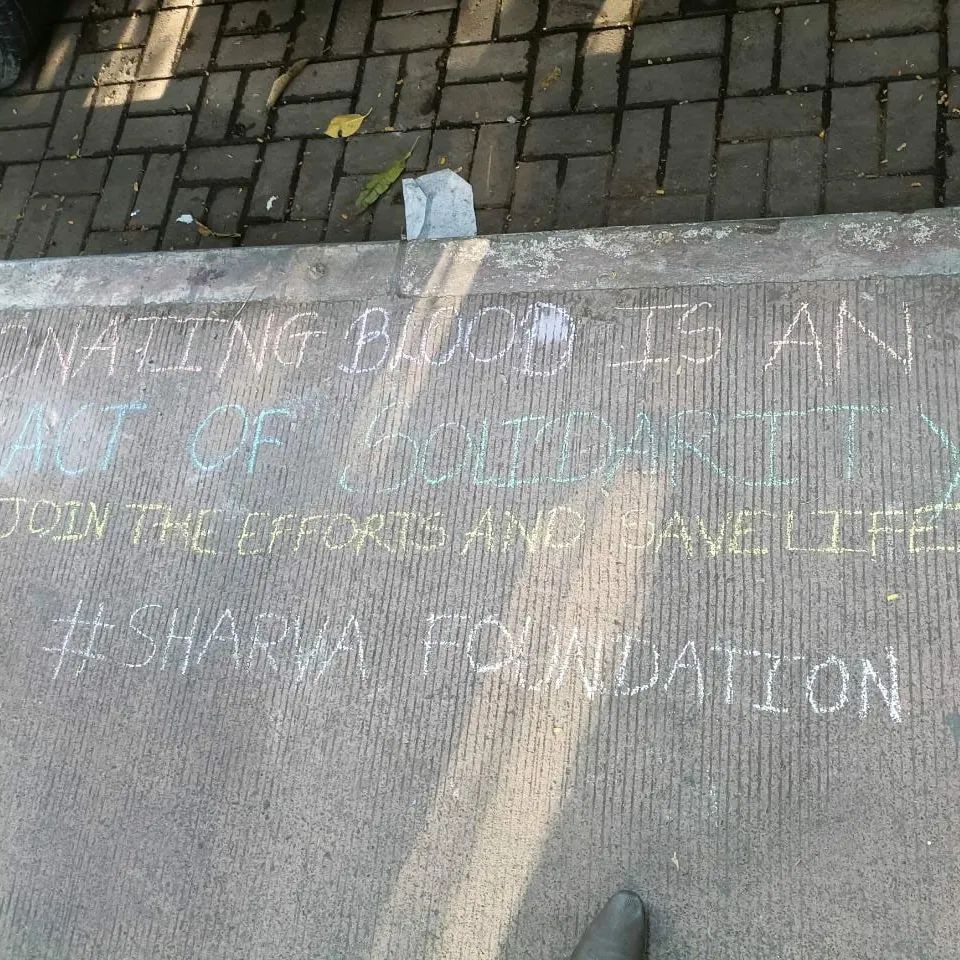 ONATING BLOOD IS AN
ACT OF SOLIDARITY
JOIN THE EFFORTS AND SAVE LIFE
#SHARVA FOUNDATION